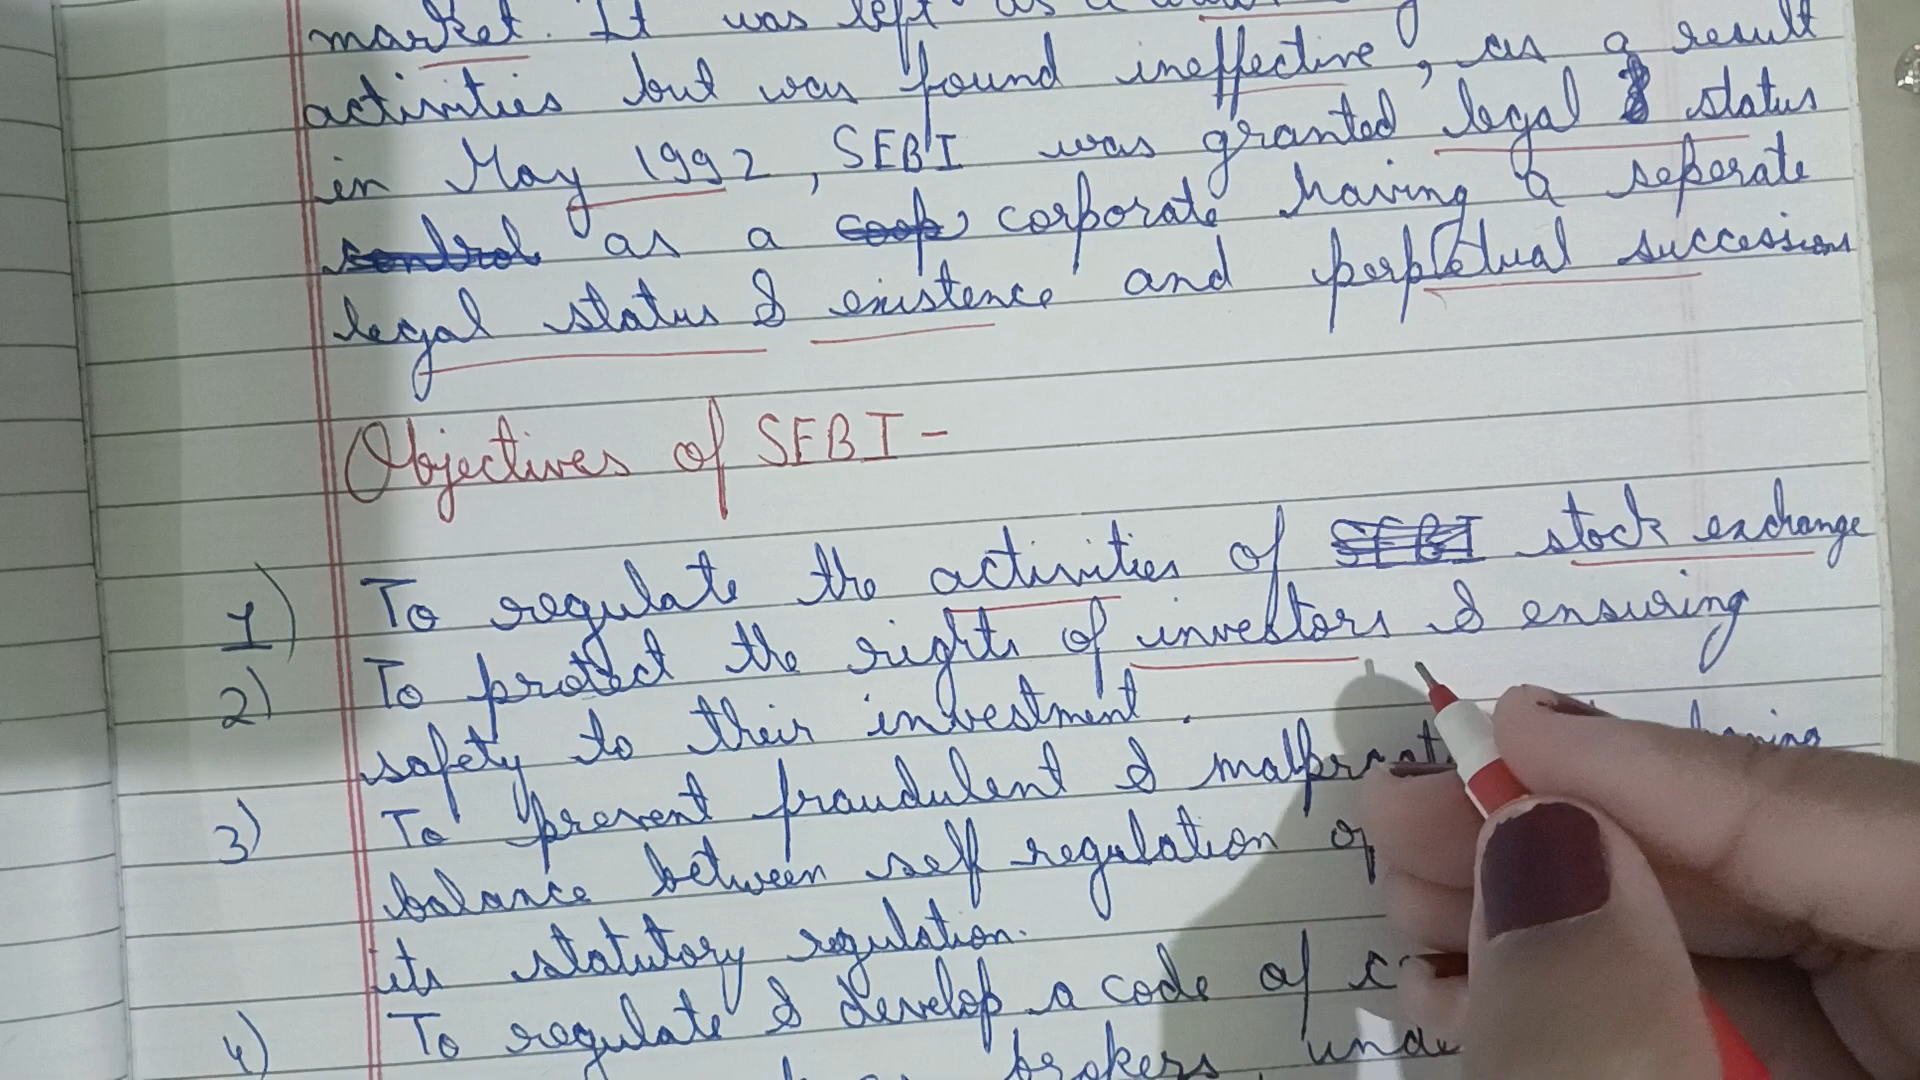 market. It was left as a
activities but was found ineffective, as a result
in May 1992, SEBI was granted legal status
as a corporate having a seperate
legal status & existence and perpetual succession
Objectives of SEBI -
1) To regulate the activities of SEBI stock exchange
2) To protect the rights of investors & ensuring
safety to their investment.
3) To prevent fraudulent & malpract having
balance between self regulation of
its statutory regulation.
4) To regulate & develop a code of c
brokers, unde